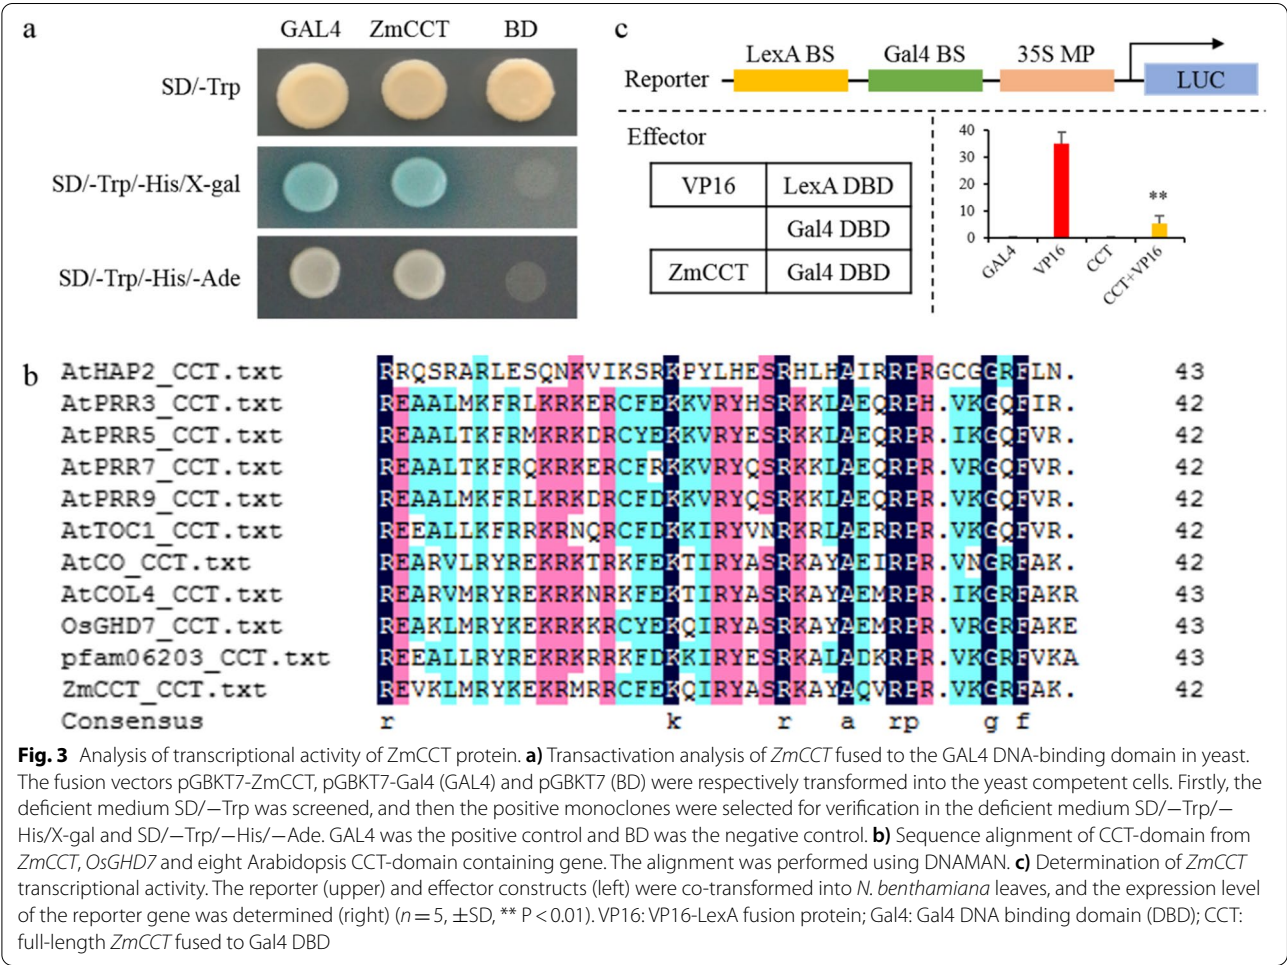 a
GAL4 ZmCCT BD
SD/-Trp
SD/-Trp/-His/X-gal
SD/-Trp/-His/-Ade
c
LexA BS Gal4 BS 35S MP
Reporter LUC
Effector
VP16 LexA DBD
Gal4 DBD
ZmCCT Gal4 DBD
40
30
20
10
0
**
GAL4 VP16 CCT CCT+VP16
b
AtHAP2_CCT.txt RRQSRARLESQNKVIKSRKPYLHESRHLHAIRRPRGCGGRFLN. 43
AtPRR3_CCT.txt REAALMKFRLKRKERCFEKKVRYHSRKKLAEQRPH.VKGQFIR. 42
AtPRR5_CCT.txt REAALTKFRMKRKDRCYEKKVRYESRKKLAEQRPR.IKGQFVR. 42
AtPRR7_CCT.txt REAALTKFRQKRKERCFRKKVRYQSRKKLAEQRPR.VRGQFVR. 42
AtPRR9_CCT.txt REAALMKFRLKRKDRCFDKKVRYQSRKKLAEQRPR.VKGQFVR. 42
AtTOC1_CCT.txt REEALLKFRRKRNQRCFDKKIRYVNRKRLAERRPR.VKGQFVR. 42
AtCO_CCT.txt REARVLRYREKRKTRKFEKTIRYASRKAYAEIRPR.VNGRFAK. 42
AtCOL4_CCT.txt REARVMRYREKRKNRKFEKTIRYASRKAYAEMRPR.IKGRFAKR 43
OsGHD7_CCT.txt REAKLMRYKEKRKKRCYEKQIRYASRKAYAEMRPR.VRGRFAKE 43
pfam06203_CCT.txt REEALLRYREKRKRRKFDKKIRYESRKALADKRPR.VKGRFVKA 43
ZmCCT_CCT.txt REVKLMRYKEKRMRRCFEKQIRYASRKAYAQVRPR.VKGRFAK. 42
Consensus r k r a rp g f
Fig. 3 Analysis of transcriptional activity of ZmCCT protein. a) Transactivation analysis of ZmCCT fused to the GAL4 DNA-binding domain in yeast.
The fusion vectors pGBKT7-ZmCCT, pGBKT7-Gal4 (GAL4) and pGBKT7 (BD) were respectively transformed into the yeast competent cells. Firstly, the
deficient medium SD/−Trp was screened, and then the positive monoclones were selected for verification in the deficient medium SD/−Trp/−
His/X-gal and SD/−Trp/−His/−Ade. GAL4 was the positive control and BD was the negative control. b) Sequence alignment of CCT-domain from
ZmCCT, OsGHD7 and eight Arabidopsis CCT-domain containing gene. The alignment was performed using DNAMAN. c) Determination of ZmCCT
transcriptional activity. The reporter (upper) and effector constructs (left) were co-transformed into N. benthamiana leaves, and the expression level
of the reporter gene was determined (right) (n = 5, ±SD, ** P < 0.01). VP16: VP16-LexA fusion protein; Gal4: Gal4 DNA binding domain (DBD); CCT:
full-length ZmCCT fused to Gal4 DBD